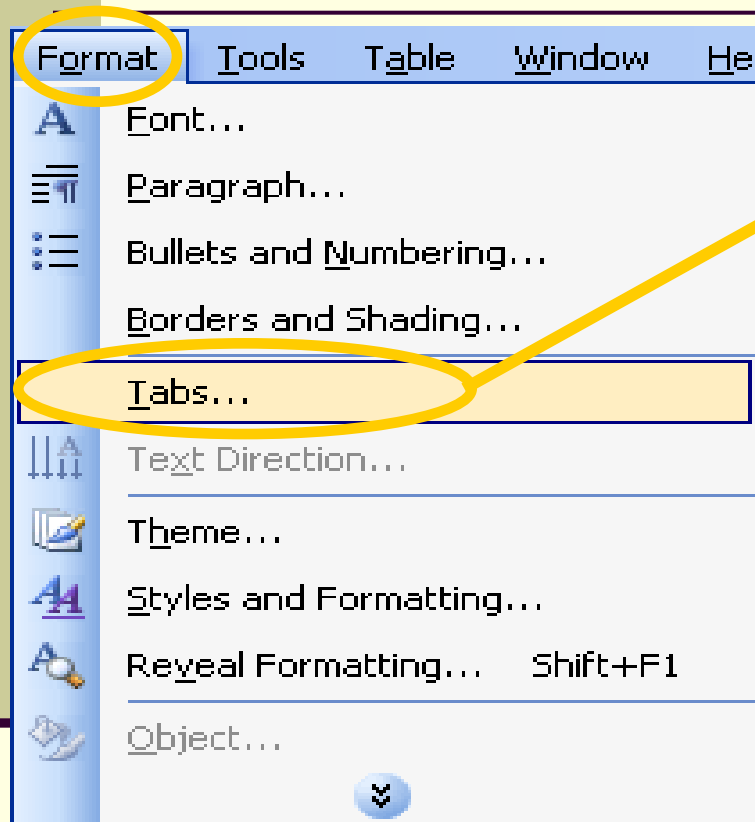 Format Tools Table Window He
Font...
Paragraph...
Bullets and Numbering...
Borders and Shading...
Tabs...
Text Direction...
Theme...
Styles and Formatting...
Reveal Formatting... Shift+F1
Object...